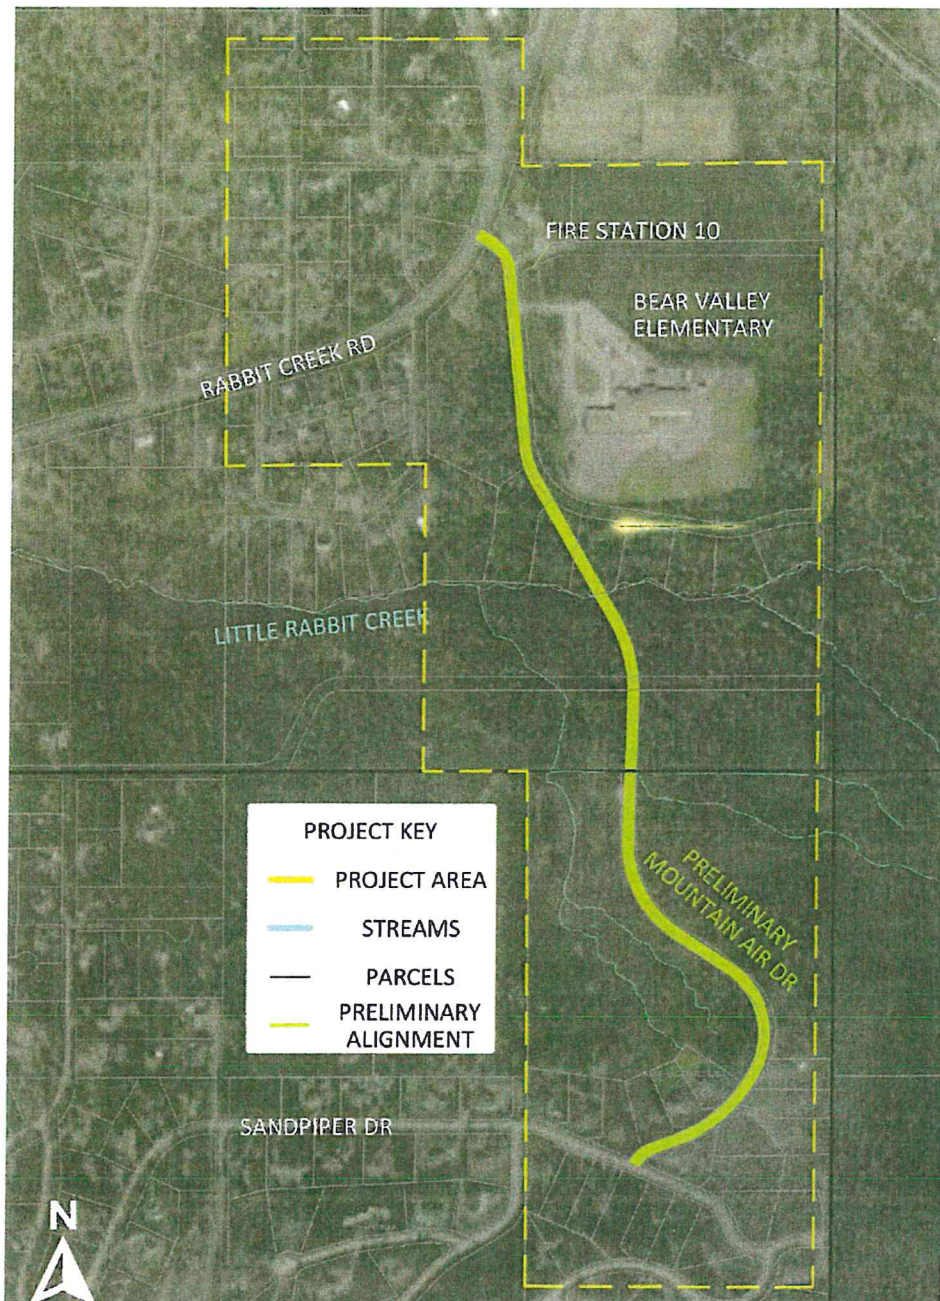 FIRE STATION 10
BEAR VALLEY
ELEMENTARY
RABBIT CREEK RD
LITTLE RABBIT CREEK
PROJECT KEY
PROJECT AREA
STREAMS
PARCELS
PRELIMINARY
ALIGNMENT
PRELIMINARY
MOUNTAIN AIR DR
SANDPIPER DR
N